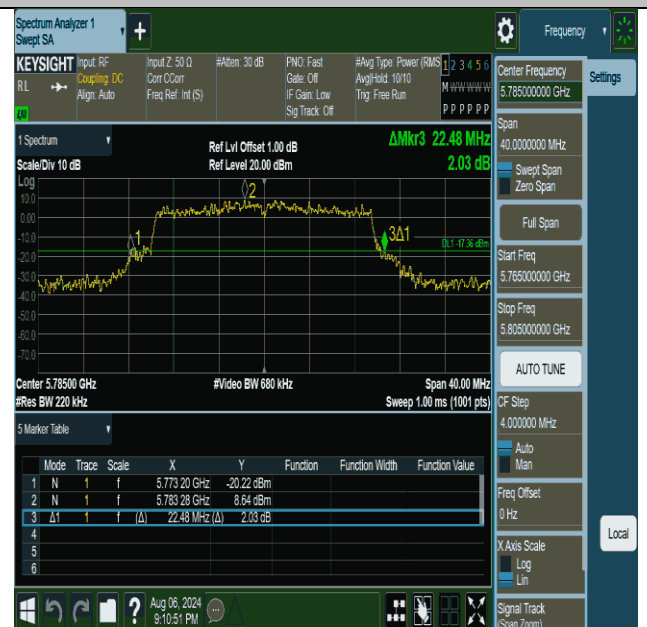 Spectrum Analyzer 1
Swept SA
+
Frequency
KEYSIGHT
RL
Input: RF
Coupling: DC
Align: Auto
Input Z: 50 Ω
Corr CCorr
Freq Ref: Int (S)
#Atten: 30 dB
PNO: Fast
Gate: Off
IF Gain: Low
Sig Track: Off
#Avg Type: Power (RMS
Avg|Hold: 10/10
Trig: Free Run
1 2 3 4 5 6
M W W W W W
P P P P P P
Center Frequency
5.785000000 GHz
Settings
Span
40.0000000 MHz
Swept Span
Zero Span
Full Span
Start Freq
5.765000000 GHz
Stop Freq
5.805000000 GHz
AUTO TUNE
CF Step
4.000000 MHz
Auto
Man
Freq Offset
0 Hz
X Axis Scale
Log
Lin
Signal Track
(Span Zoom)
Local
1 Spectrum
Scale/Div 10 dB
Ref Lvl Offset 1.00 dB
Ref Level 20.00 dBm
ΔMkr3 22.48 MHz
2.03 dB
Log
10.0
0.00
-10.0
-20.0
-30.0
-40.0
-50.0
-60.0
-70.0
1
2
3Δ1
DL1 -17.36 dBm
Center 5.78500 GHz
#Video BW 680 kHz
Span 40.00 MHz
#Res BW 220 kHz
Sweep 1.00 ms (1001 pts)
5 Marker Table
Mode Trace Scale X Y Function Function Width Function Value
1 N 1 f 5.773 20 GHz -20.22 dBm
2 N 1 f 5.783 28 GHz 8.64 dBm
3 Δ1 1 f (Δ) 22.48 MHz (Δ) 2.03 dB
4
5
6
?
Aug 06, 2024
9:10:51 PM